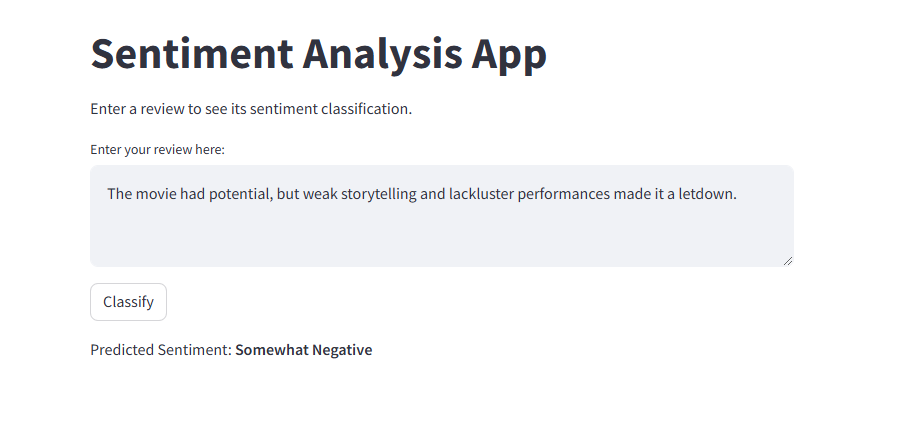 Sentiment Analysis App
Enter a review to see its sentiment classification.
Enter your review here:
The movie had potential, but weak storytelling and lackluster performances made it a letdown.
Classify
Predicted Sentiment: Somewhat Negative